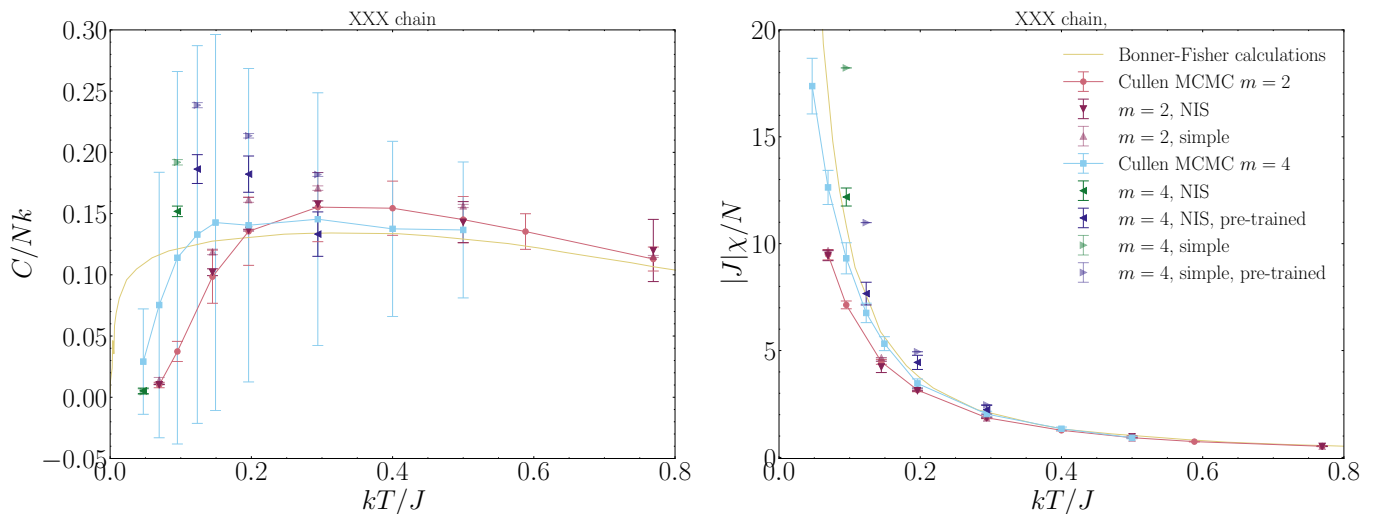 XXX chain
0.30
0.25
0.20
0.15
0.10
0.05
0.00
−0.05
C/Nk
0.0
0.2
0.4
0.6
0.8
kT/J
XXX chain,
20
15
10
5
0
|J|χ/N
0.0
0.2
0.4
0.6
0.8
kT/J
Bonner-Fisher calculations
Cullen MCMC m = 2
m = 2, NIS
m = 2, simple
Cullen MCMC m = 4
m = 4, NIS
m = 4, NIS, pre-trained
m = 4, simple
m = 4, simple, pre-trained